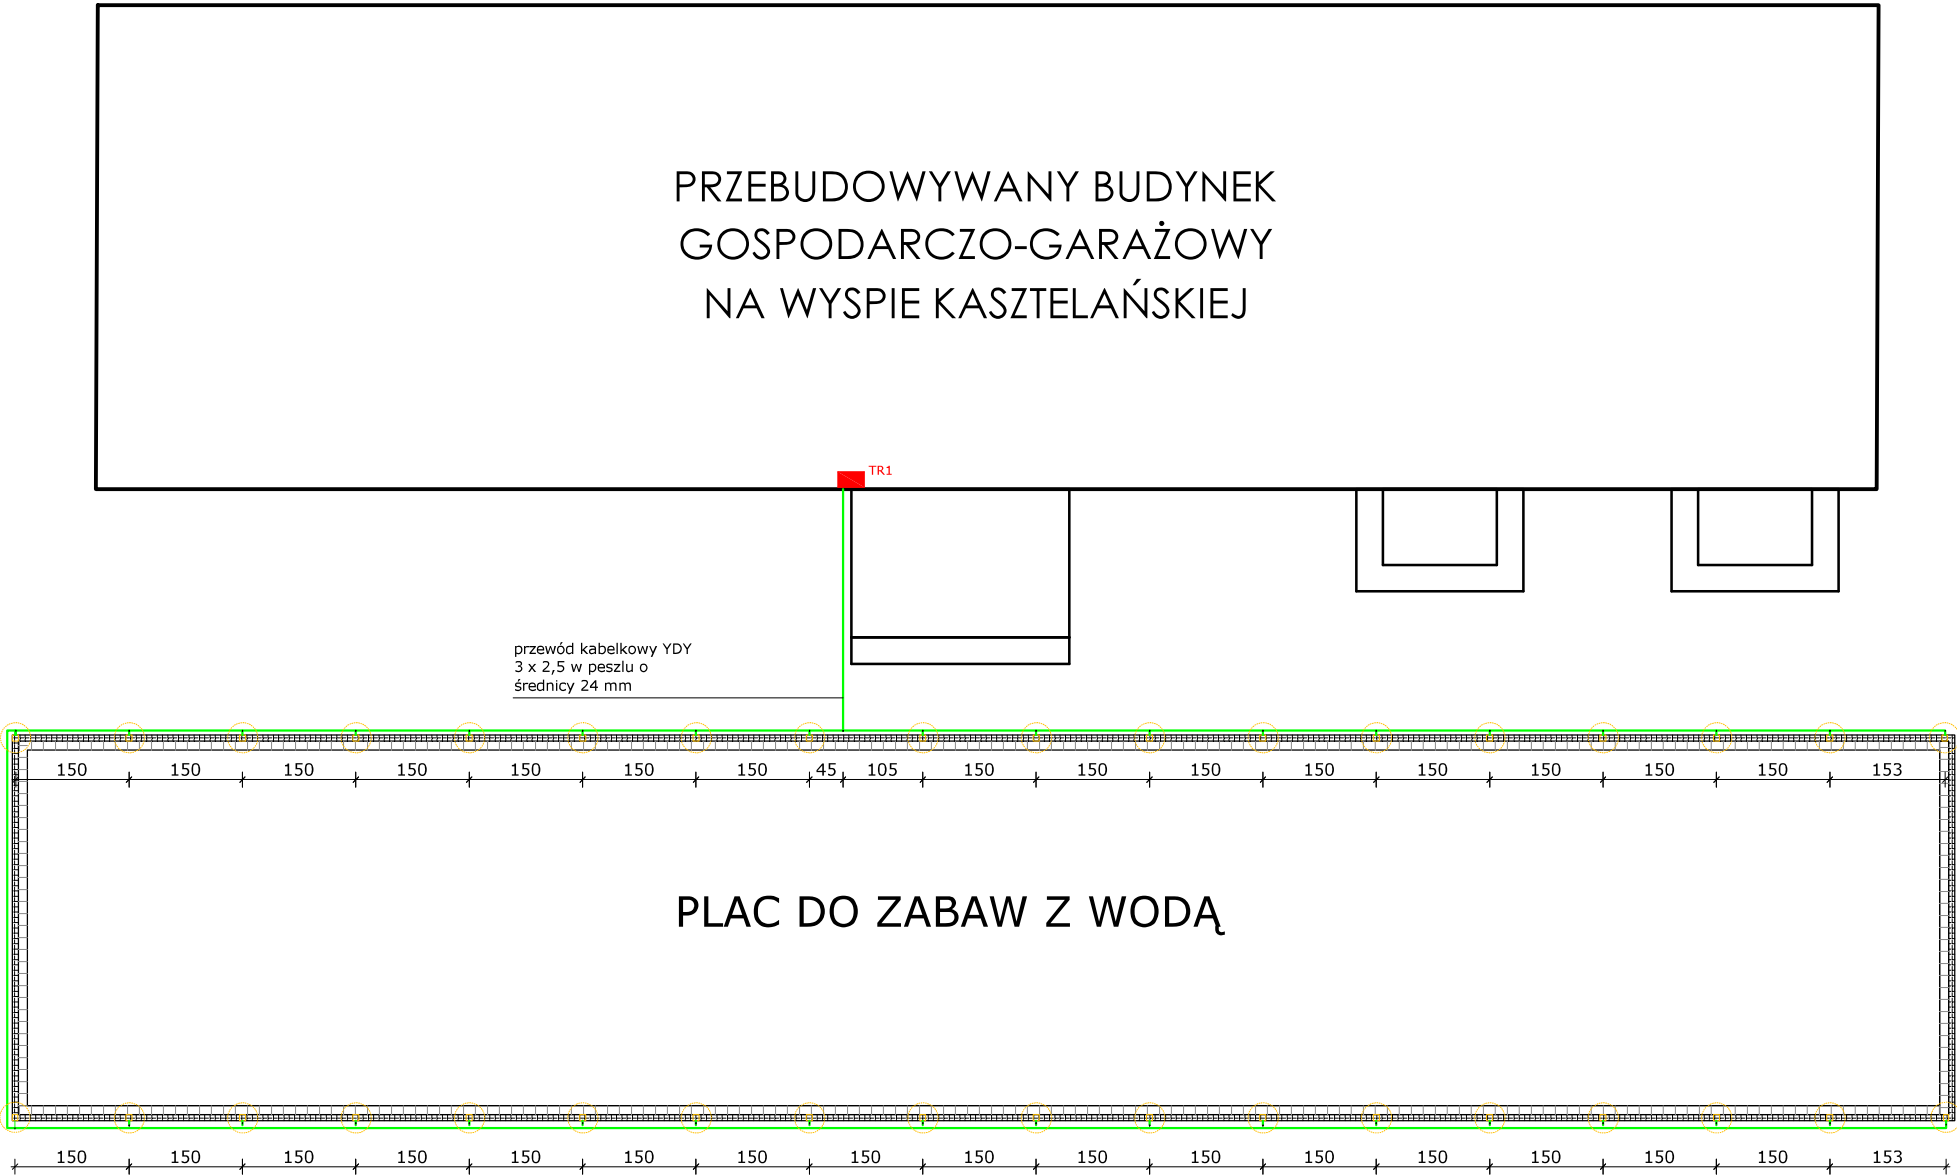 PRZEBUDOWYWANY BUDYNEK
GOSPODARCZO-GARAŻOWY
NA WYSPIE KASZTELAŃSKIEJ
TR1
przewód kabelkowy YDY
3 x 2,5 w peszlu o
średnicy 24 mm
150 150 150 150 150 150 150 45 105 150 150 150 150 150 150 150 150 153
PLAC DO ZABAW Z WODĄ
150 150 150 150 150 150 150 150 150 150 150 150 150 150 150 150 153